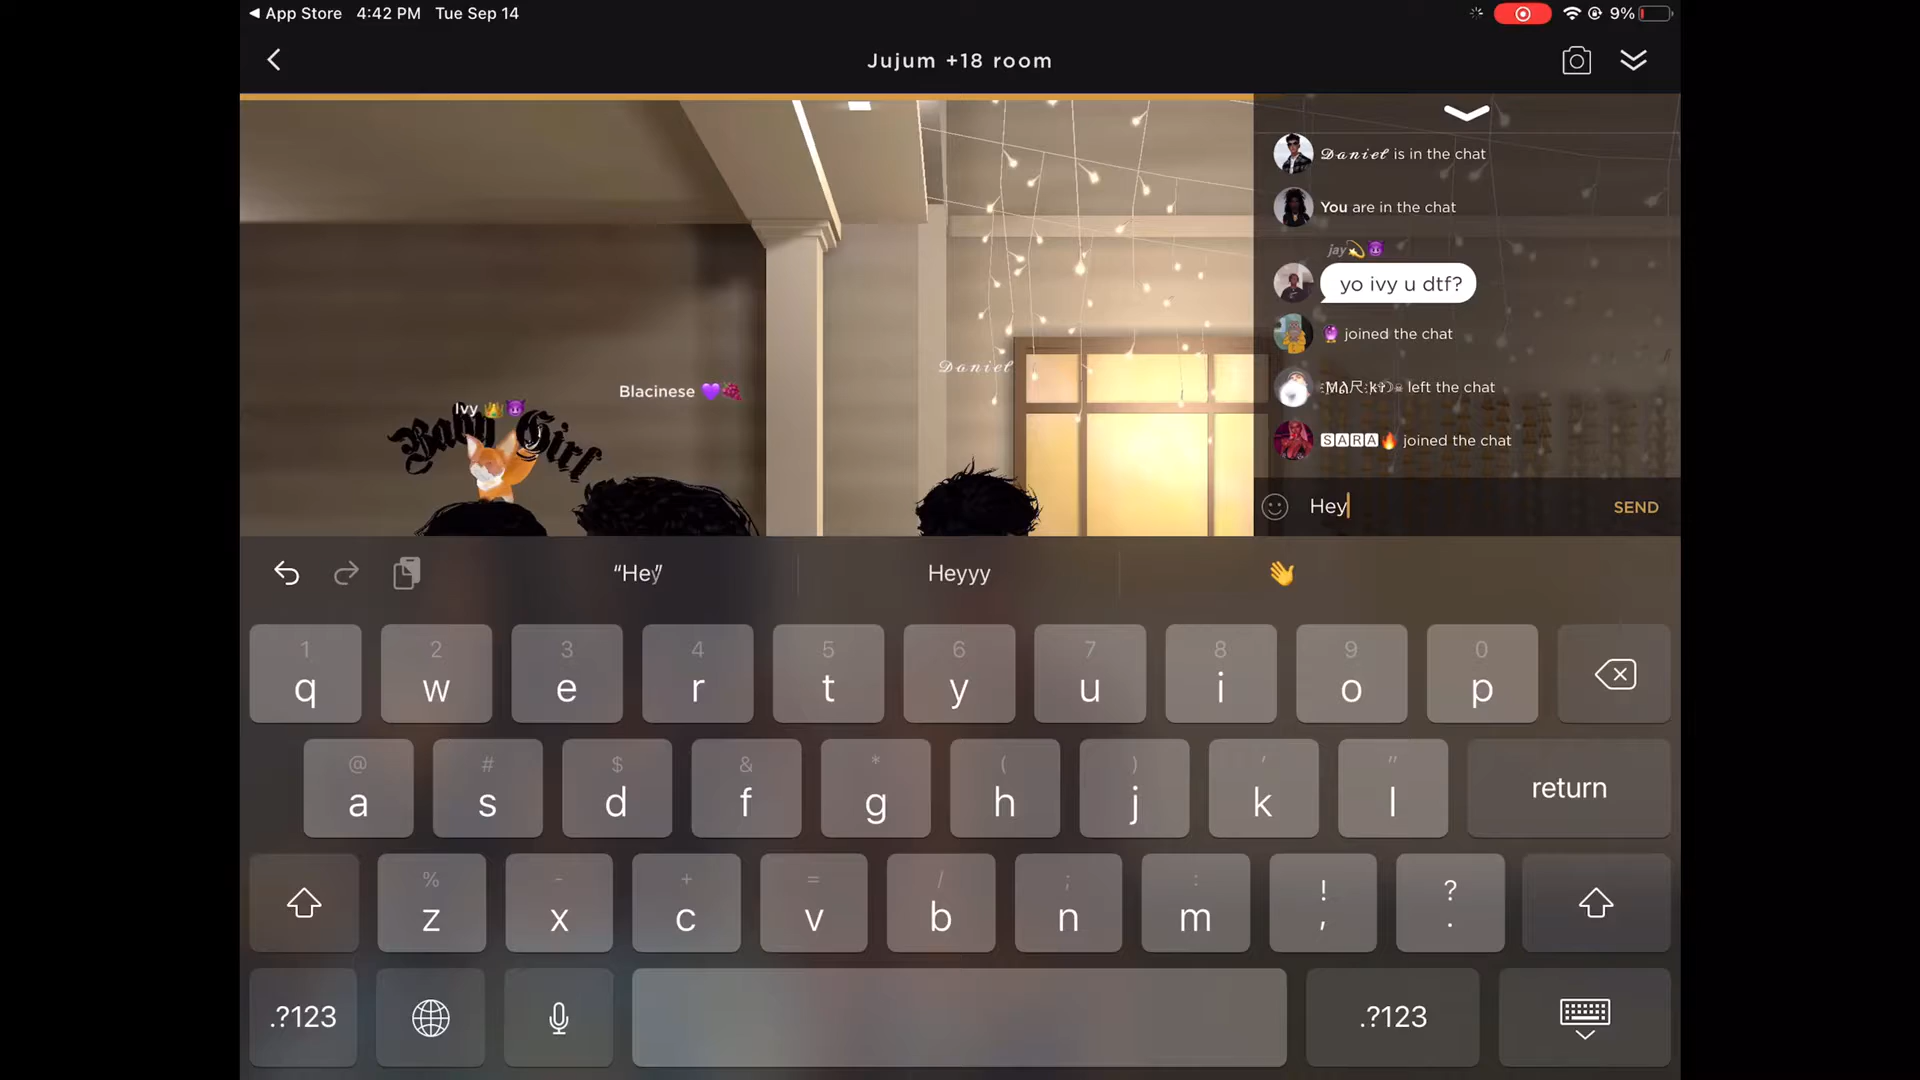 App Store 4:42 PM Tue Sep 14
9%
Jujum +18 room
𝓓𝓪𝓷𝓲𝓮𝓵 is in the chat
You are in the chat
jay💫😈
yo ivy u dtf?
🔮 joined the chat
left the chat
🅂🄰🅁🄰🔥 joined the chat
Blacinese 💜🍇
𝓓𝓪𝓷𝓲𝓮𝓵
Ivy 👑😈
Baby Girl
Hey
SEND
“Hey” Heyyy 👋
1 2 3 4 5 6 7 8 9 0
q w e r t y u i o p
@ # $ & * ( ) ' "
a s d f g h j k l return
% - + = / ; : ! ?
z x c v b n m , .
.?123 .?123